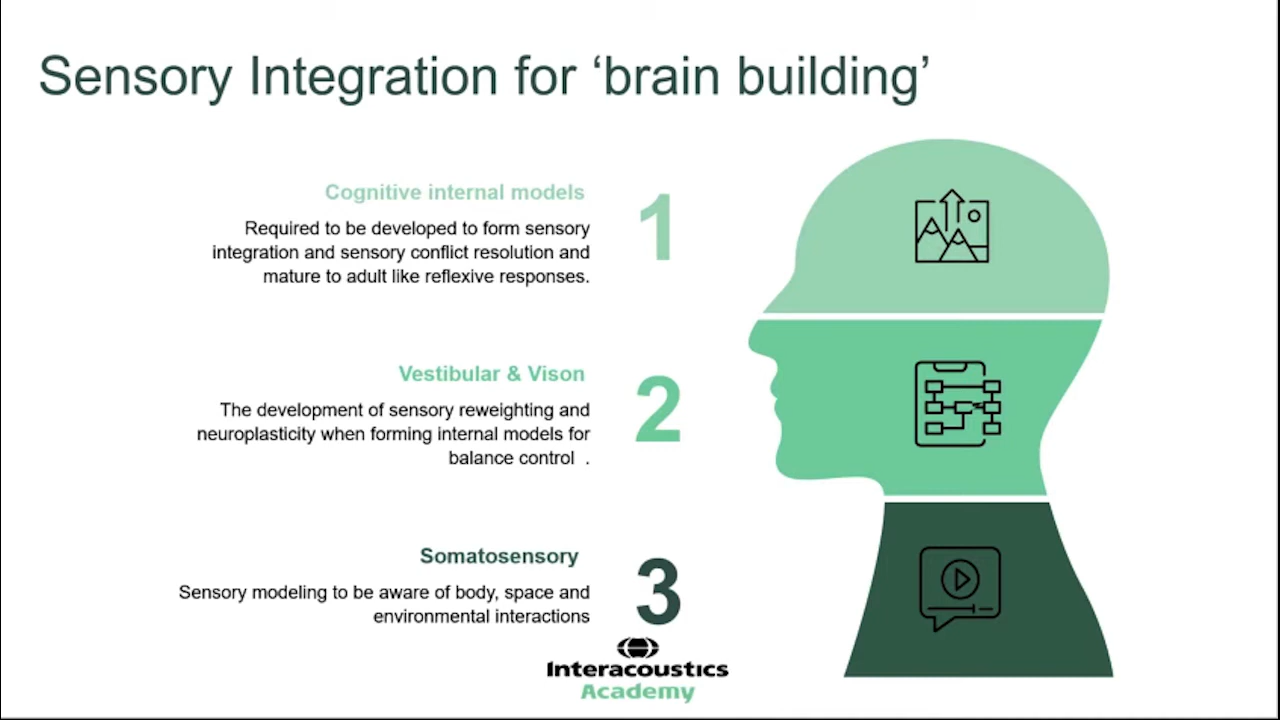 Sensory Integration for ‘brain building’
Cognitive internal models
1
Required to be developed to form sensory
integration and sensory conflict resolution and
mature to adult like reflexive responses.
Vestibular & Vison
2
The development of sensory reweighting and
neuroplasticity when forming internal models for
balance control .
Somatosensory
3
Sensory modeling to be aware of body, space and
environmental interactions
Interacoustics
Academy